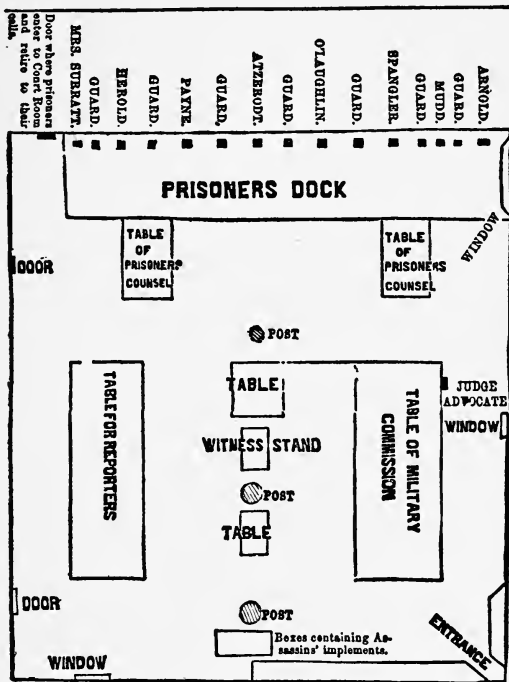 Door where prisoners
enter to Court Room
and retire to their
cells.
MRS. SURRATT.
GUARD.
HEROLD.
GUARD.
PAYNE.
GUARD,
ATZERODT.
GUARD.
O'LAUGHLIN.
GUARD.
SPANGLER.
GUARD.
MUDD.
GUARD.
ARNOLD.
PRISONERS DOCK
WINDOW
TABLE
OF
PRISONERS'
COUNSEL
TABLE
OF
PRISONERS
COUNSEL
DOOR
POST
TABLE FOR REPORTERS
TABLE
TABLE OF MILITARY
COMMISSION
JUDGE
ADVOCATE
WINDOW
WITNESS STAND
POST
TABLE
DOOR
POST
Boxes containing As-
sassins' implements.
ENTRANCE
WINDOW